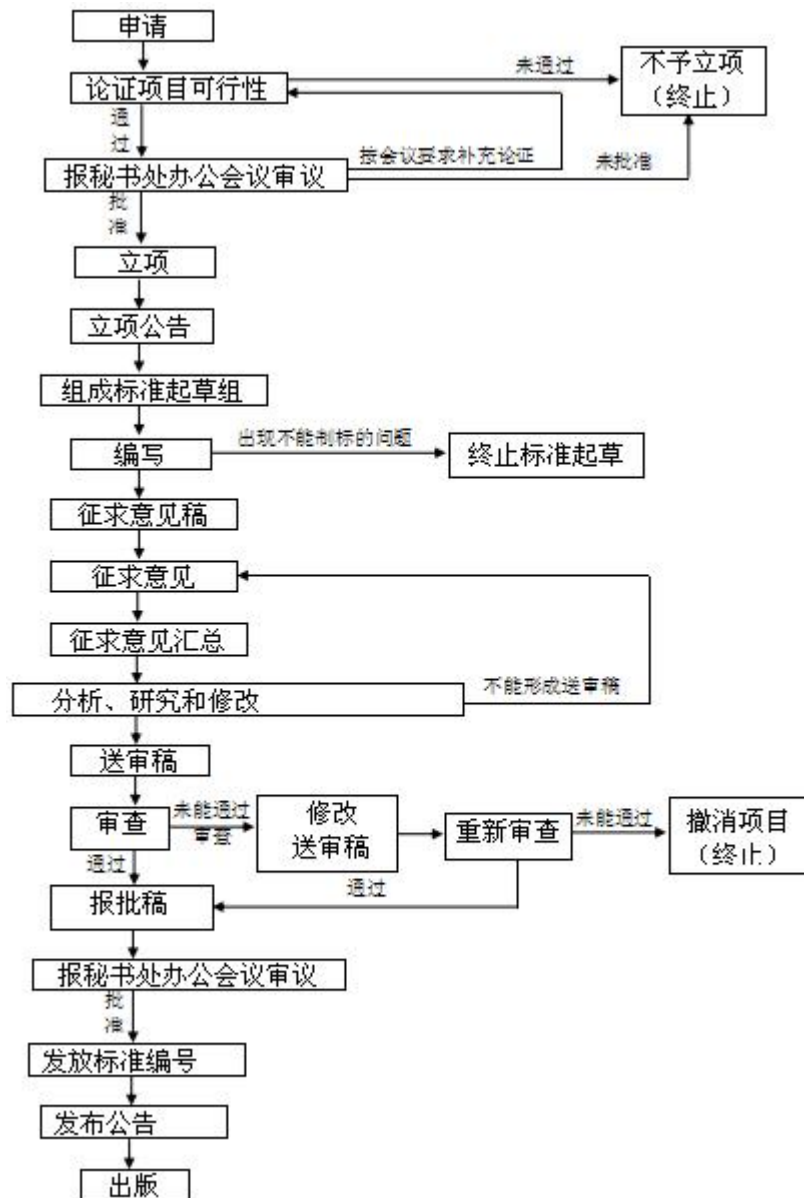 申请
论证项目可行性
未通过
不予立项
（终止）
通
过
按会议要求补充论证
未批准
报秘书处办公会议审议
批
准
立项
立项公告
组成标准起草组
编写
出现不能制标的问题
终止标准起草
征求意见稿
征求意见
征求意见汇总
分析、研究和修改
不能形成送审稿
送审稿
审查
未能通过
审查
修改
送审稿
重新审查
未能通过
撤消项目
（终止）
通过
通过
报批稿
报秘书处办公会议审议
批
准
发放标准编号
发布公告
出版